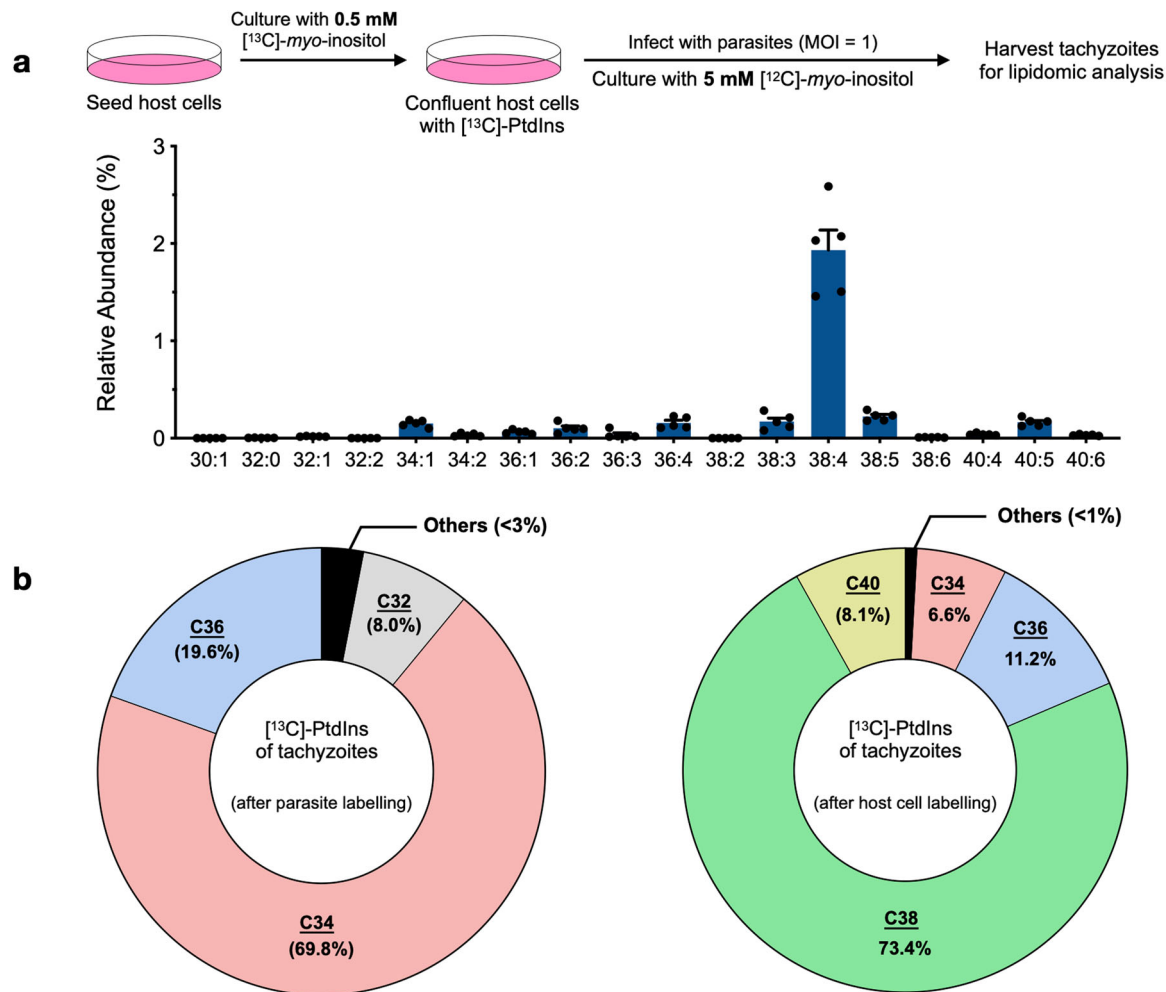 a
Culture with 0.5 mM
[¹³C]-myo-inositol
Seed host cells
Confluent host cells
with [¹³C]-PtdIns
Infect with parasites (MOI = 1)
Culture with 5 mM [¹²C]-myo-inositol
Harvest tachyzoites
for lipidomic analysis
Relative Abundance (%)
3
2
1
0
30:1 32:0 32:1 32:2 34:1 34:2 36:1 36:2 36:3 36:4 38:2 38:3 38:4 38:5 38:6 40:4 40:5 40:6
b
Others (<3%)
C32
(8.0%)
C36
(19.6%)
[¹³C]-PtdIns
of tachyzoites
(after parasite labelling)
C34
(69.8%)
Others (<1%)
C40
(8.1%)
C34
6.6%
C36
11.2%
[¹³C]-PtdIns
of tachyzoites
(after host cell labelling)
C38
73.4%